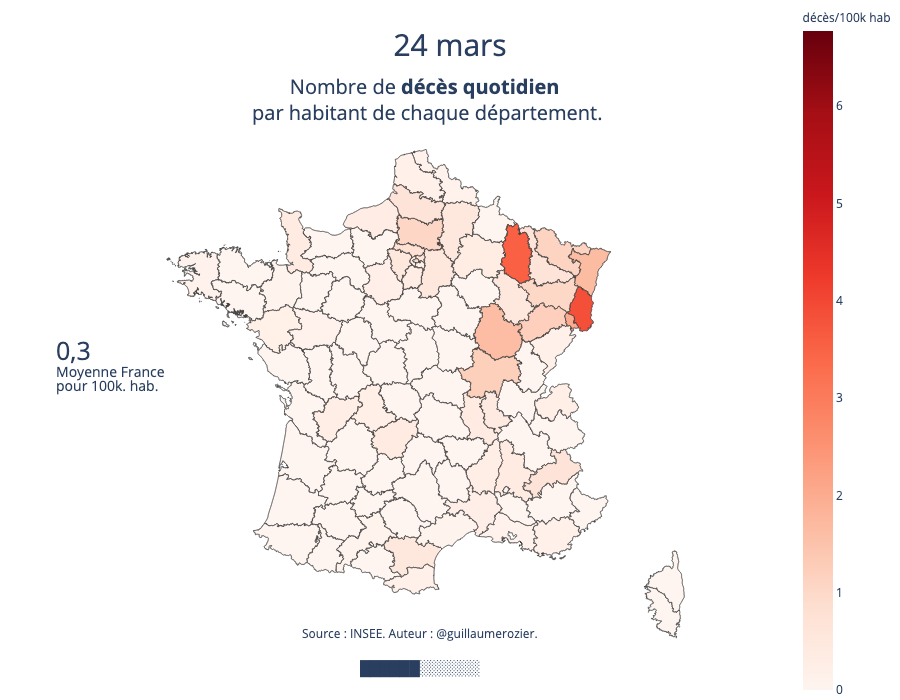 décès/100k hab
24 mars
Nombre de décès quotidien
par habitant de chaque département.
6
5
4
3
2
1
0
0,3
Moyenne France
pour 100k. hab.
Source : INSEE. Auteur : @guillaumerozier.